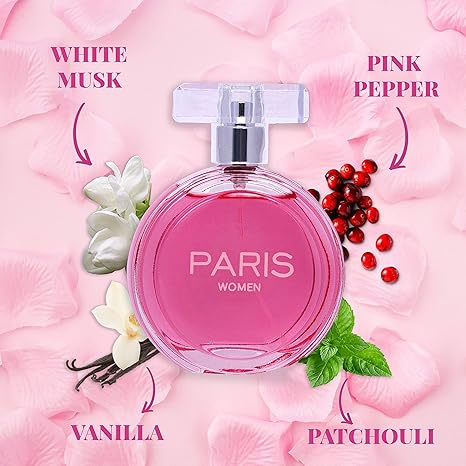 WHITE
MUSK
PINK
PEPPER
PARIS
WOMEN
VANILLA
PATCHOULI